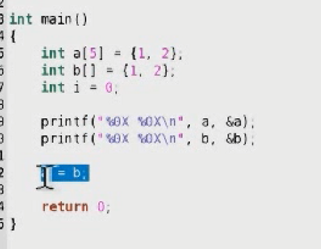 int main()
{
int a[5] = {1, 2};
int b[] = {1, 2};
int i = 0;
printf("%0X %0X\n", a, &a);
printf("%0X %0X\n", b, &b);
= b;
return 0;
}